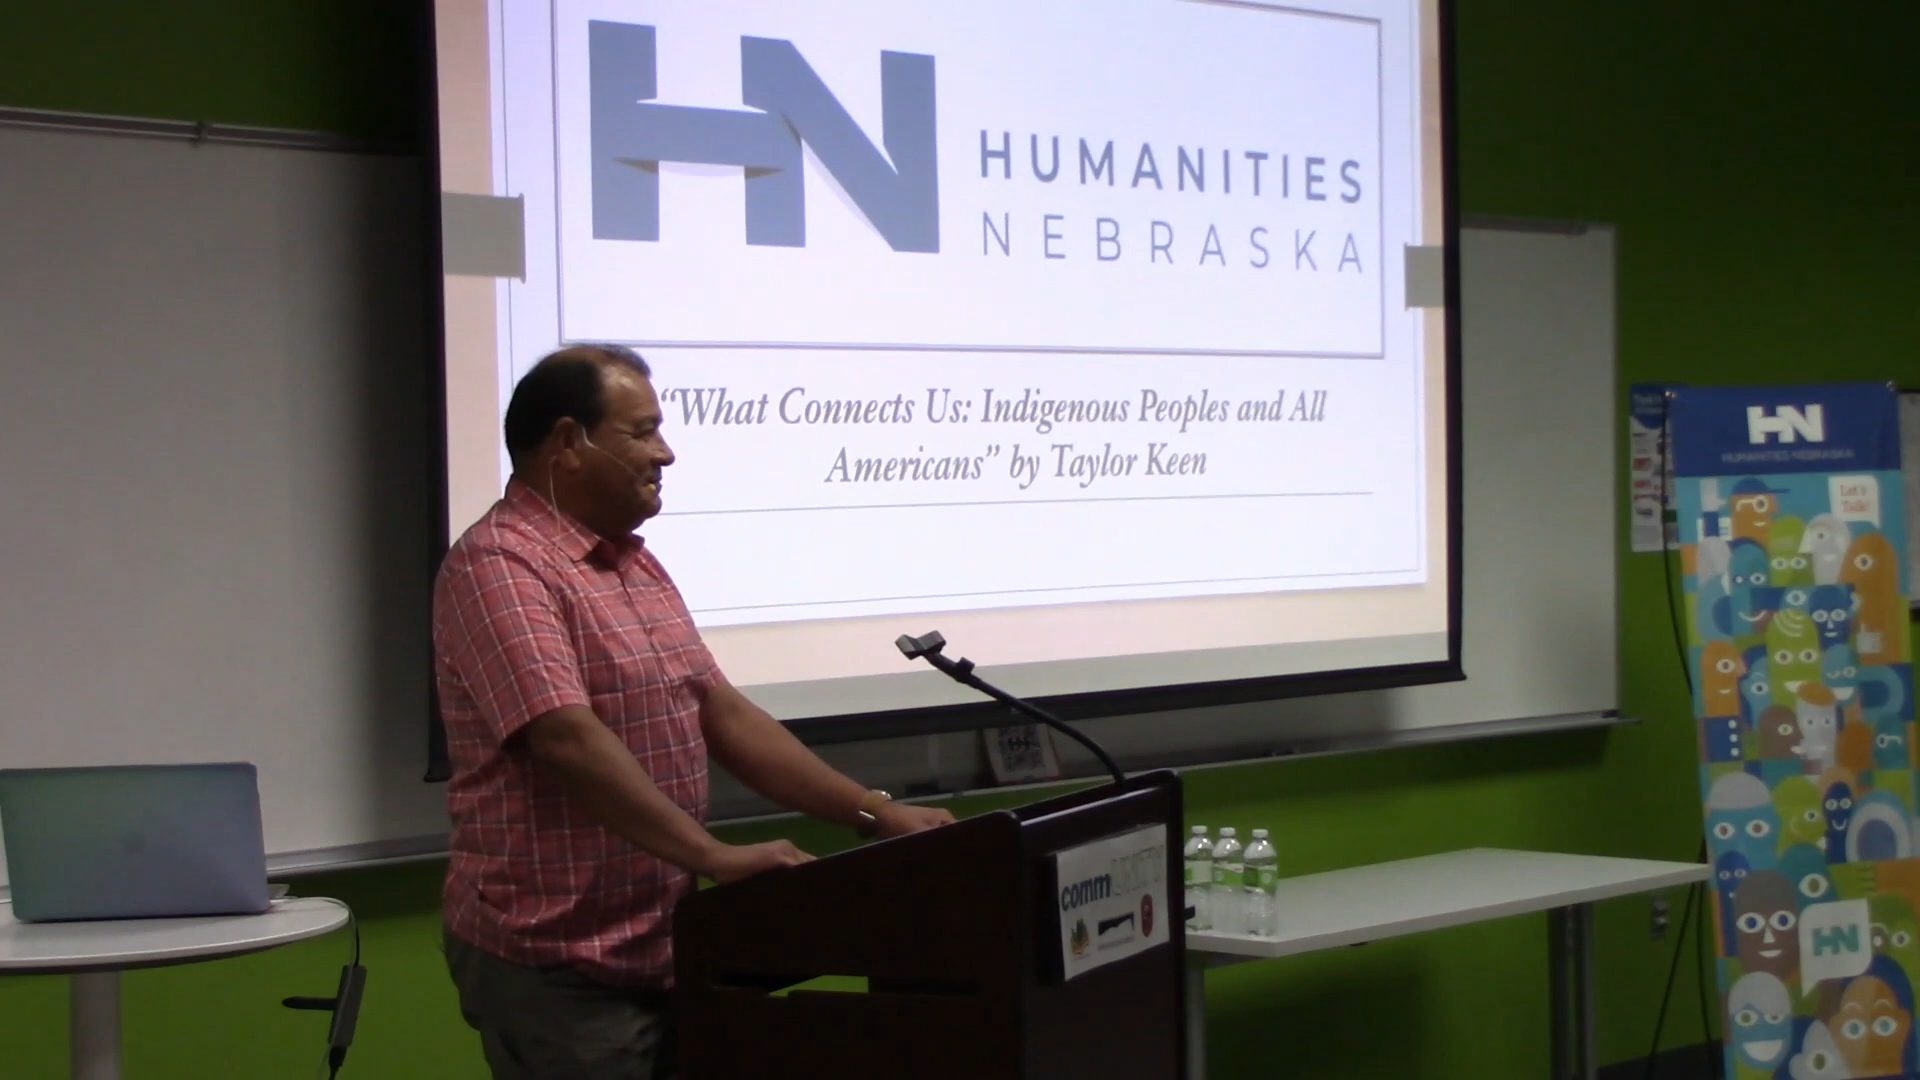 HN
HUMANITIES
NEBRASKA
“What Connects Us: Indigenous Peoples and All
Americans” by Taylor Keen
HN
HUMANITIES NEBRASKA
Let's
Talk!
comm
HN